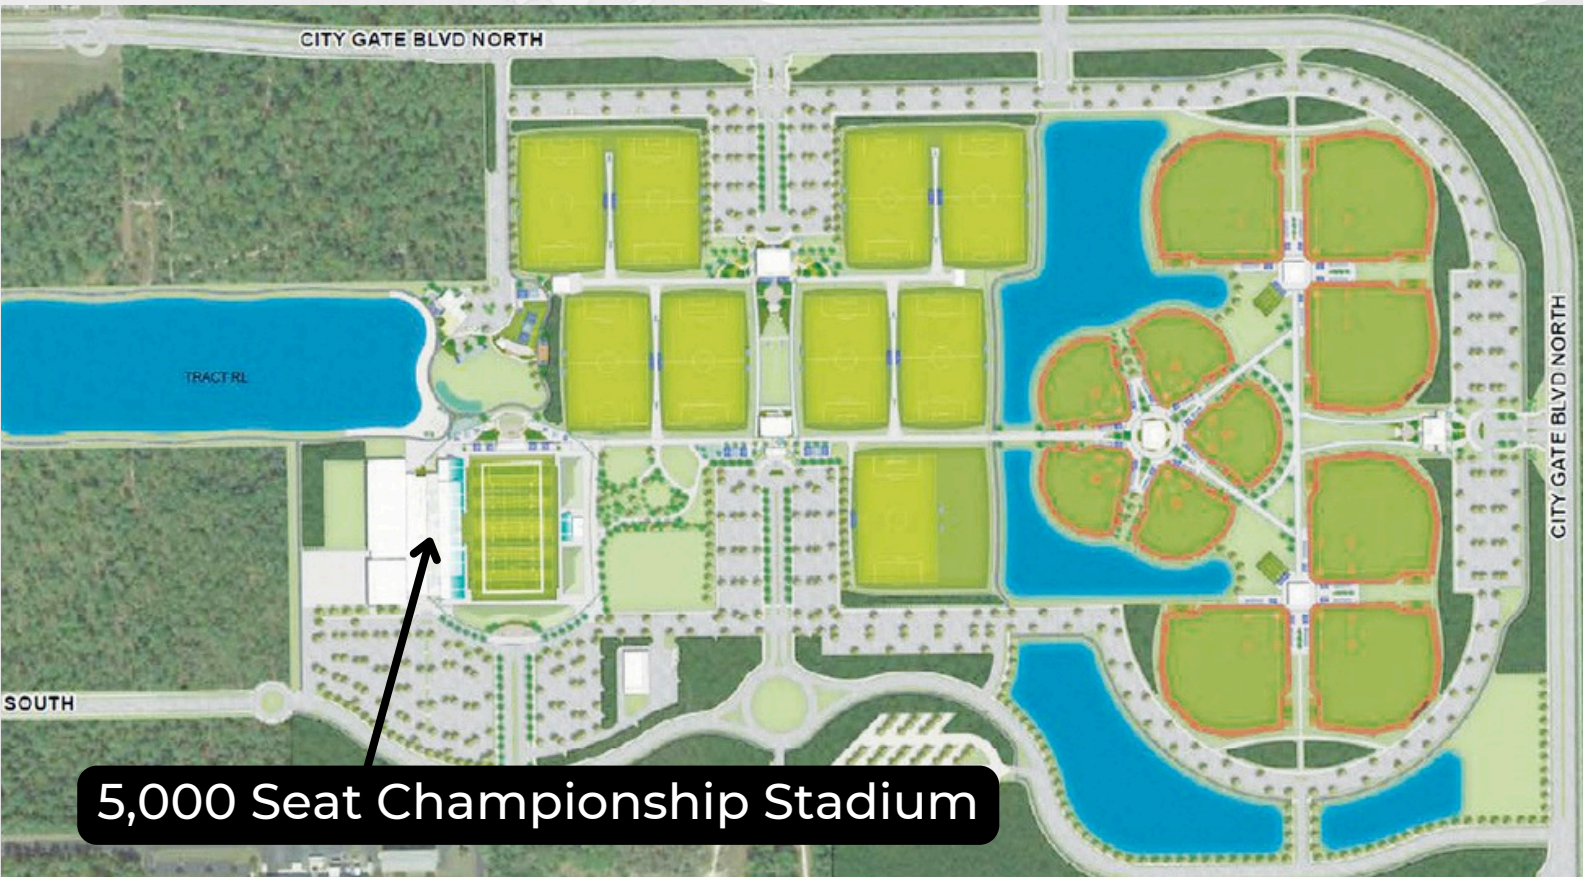 CITY GATE BLVD NORTH
TRACT RL
CITY GATE BLVD NORTH
SOUTH
5,000 Seat Championship Stadium